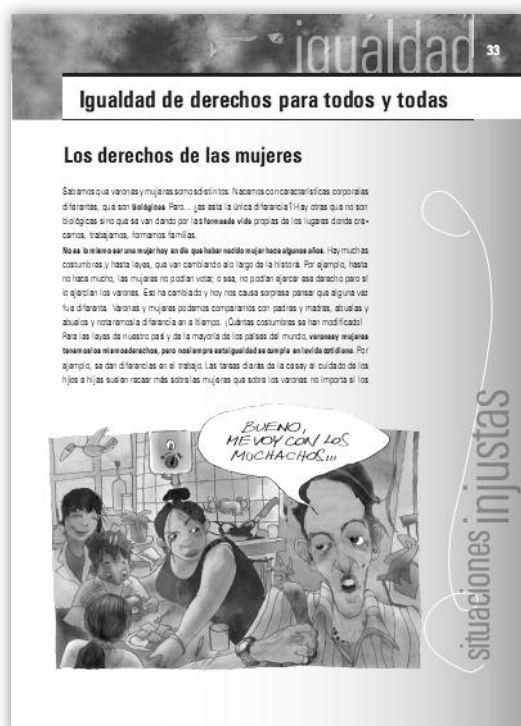 igualdad
33
Igualdad de derechos para todos y todas
Los derechos de las mujeres
Sabemos que varones y mujeres somos distintos. Nacemos con características corporales
diferentes, que son biológicas. Pero... ¿es esta la única diferencia? Hay otras que no son
biológicas sino que se van dando por las formas de vida propias de los lugares donde cre-
cemos, trabajamos, formamos familias.
No es lo mismo ser una mujer hoy en día que haber nacido mujer hace algunos años. Hay muchas
costumbres, y hasta leyes, que van cambiando a lo largo de la historia. Por ejemplo, hasta
no hace mucho, las mujeres no podían votar, o sea, no podían ejercer ese derecho pero sí
lo ejercían los varones. Eso ha cambiado y hoy nos causa sorpresa pensar que alguna vez
fue diferente. Varones y mujeres podemos compararnos con padres y madres, abuelas y
abuelos y notaremos la diferencia en el tiempo. ¡Cuántas costumbres se han modificado!
Para las leyes de nuestro país y de la mayoría de los países del mundo, varones y mujeres
tenemos los mismos derechos, pero no siempre esta igualdad se cumple en la vida cotidiana. Por
ejemplo, se dan diferencias en el trabajo. Las tareas diarias de la casa y el cuidado de los
hijos e hijas suelen recaer más sobre las mujeres que sobre los varones no importa si los
BUENO,
ME VOY CON LOS
MUCHACHOS...
situaciones injustas